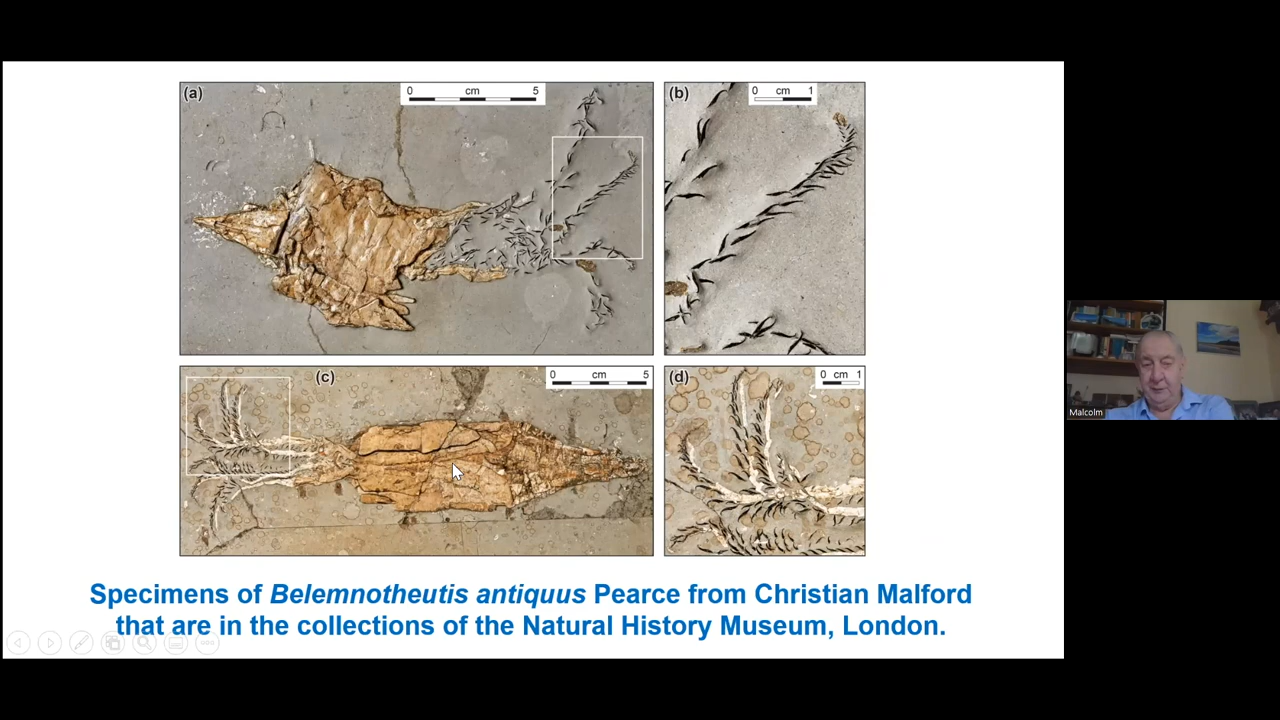 (a)
0 cm 5
(b)
0 cm 1
(c)
0 cm 5
(d)
0 cm 1
Malcolm
Specimens of Belemnotheutis antiquus Pearce from Christian Malford
that are in the collections of the Natural History Museum, London.